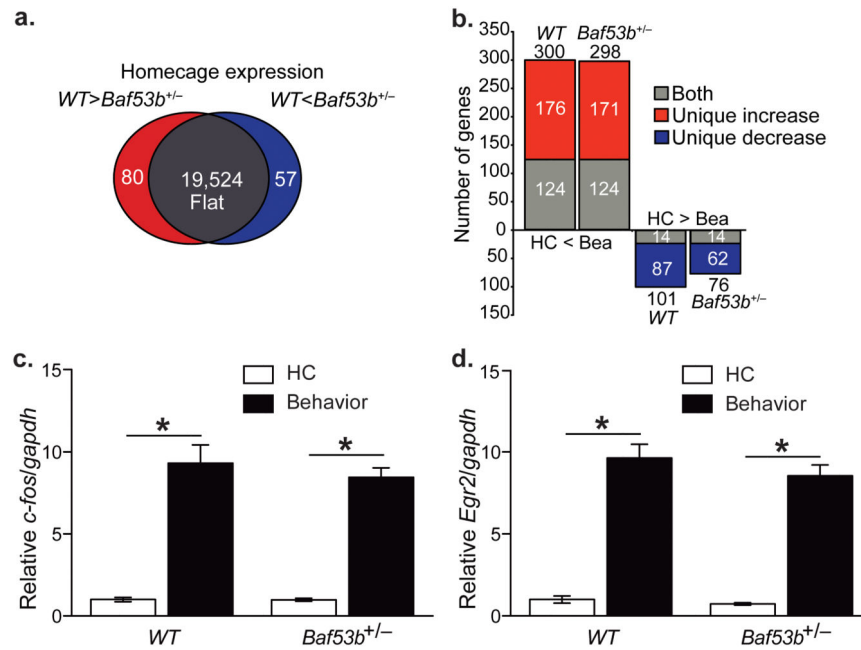 a.
Homecage expression
WT>Baf53b+/– WT<Baf53b+/–
80
19,524
Flat
57
b.
Number of genes
350
300
250
200
150
100
50
0
50
100
150
WT Baf53b+/–
300 298
176 171
124 124
HC < Bea
HC > Bea
14 14
87 62
101 76
WT Baf53b+/–
Both
Unique increase
Unique decrease
c.
Relative c-fos/gapdh
15
10
5
0
HC
Behavior
* *
WT Baf53b+/–
d.
Relative Egr2/gapdh
15
10
5
0
HC
Behavior
* *
WT Baf53b+/–